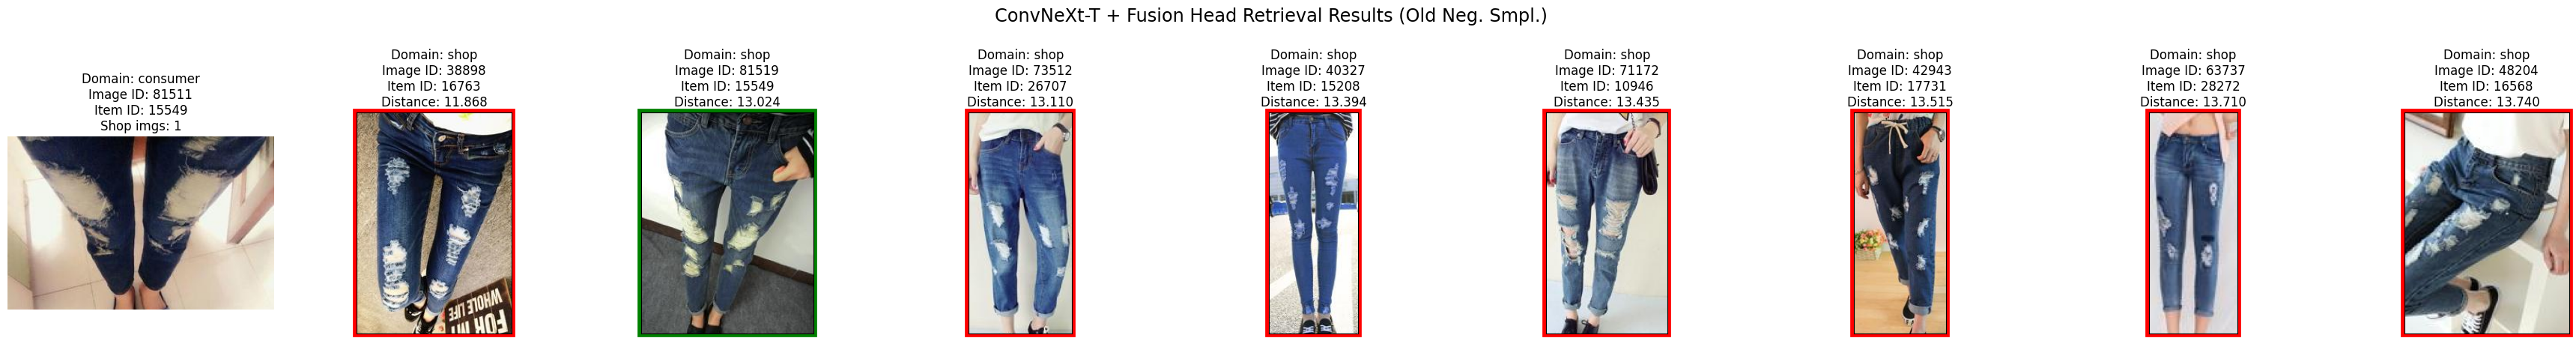 ConvNeXt-T + Fusion Head Retrieval Results (Old Neg. Smpl.)
Domain: consumer
Image ID: 81511
Item ID: 15549
Shop imgs: 1
Domain: shop
Image ID: 38898
Item ID: 16763
Distance: 11.868
Domain: shop
Image ID: 81519
Item ID: 15549
Distance: 13.024
Domain: shop
Image ID: 73512
Item ID: 26707
Distance: 13.110
Domain: shop
Image ID: 40327
Item ID: 15208
Distance: 13.394
Domain: shop
Image ID: 71172
Item ID: 10946
Distance: 13.435
Domain: shop
Image ID: 42943
Item ID: 17731
Distance: 13.515
Domain: shop
Image ID: 63737
Item ID: 28272
Distance: 13.710
Domain: shop
Image ID: 48204
Item ID: 16568
Distance: 13.740
WHOLE LIFE
FOR MY